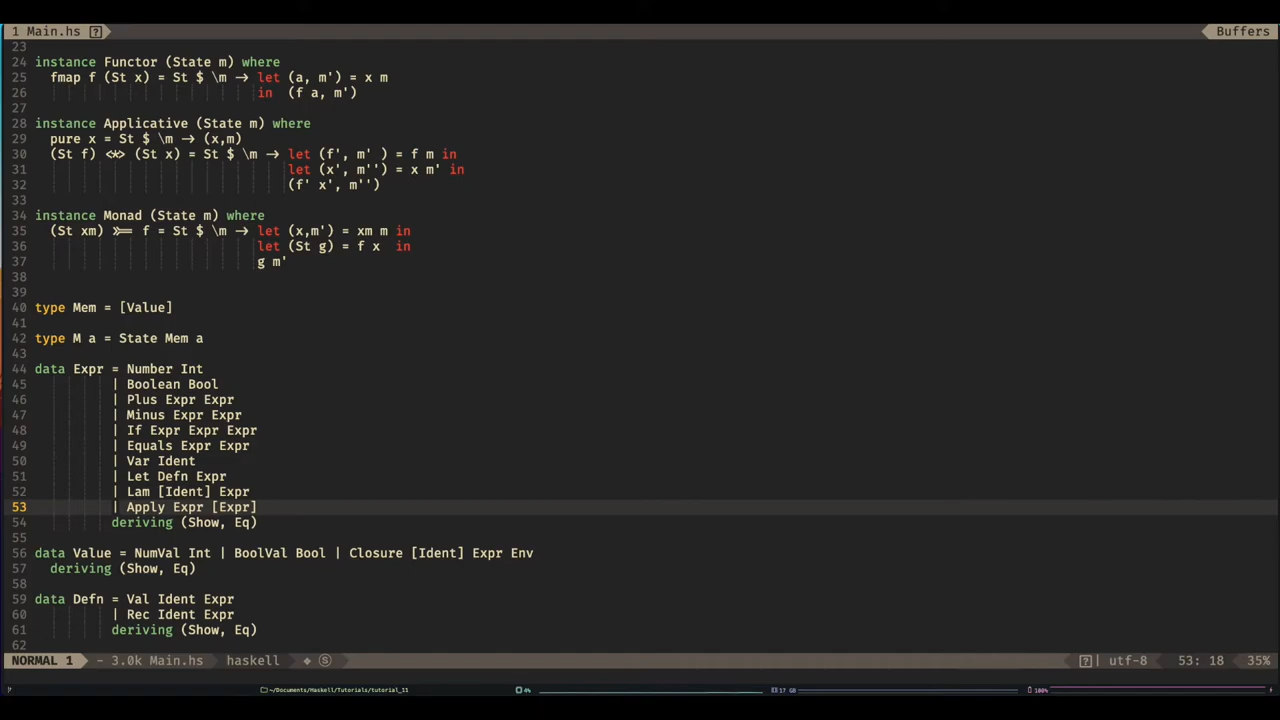 1 Main.hs ? Buffers
23
24 instance Functor (State m) where
25   fmap f (St x) = St $ \m → let (a, m') = x m
26                             in  (f a, m')
27
28 instance Applicative (State m) where
29   pure x = St $ \m → (x,m)
30   (St f) <*> (St x) = St $ \m → let (f', m' ) = f m in
31                                 let (x', m'') = x m' in
32                                 (f' x', m'')
33
34 instance Monad (State m) where
35   (St xm) >>= f = St $ \m → let (x,m') = xm m in
36                             let (St g) = f x  in
37                             g m'
38
39
40 type Mem = [Value]
41
42 type M a = State Mem a
43
44 data Expr = Number Int
45           | Boolean Bool
46           | Plus Expr Expr
47           | Minus Expr Expr
48           | If Expr Expr Expr
49           | Equals Expr Expr
50           | Var Ident
51           | Let Defn Expr
52           | Lam [Ident] Expr
53           | Apply Expr [Expr]
54           deriving (Show, Eq)
55
56 data Value = NumVal Int | BoolVal Bool | Closure [Ident] Expr Env
57   deriving (Show, Eq)
58
59 data Defn = Val Ident Expr
60           | Rec Ident Expr
61           deriving (Show, Eq)
62
NORMAL 1 - 3.0k Main.hs haskell ◆ Ⓢ ? utf-8 53: 18 35%
~/Documents/Haskell/Tutorials/tutorial_11 4% 17 GB 100%